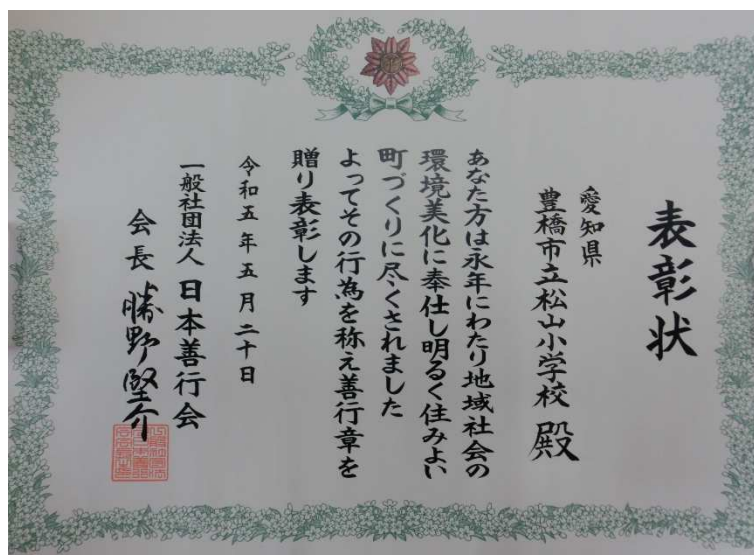 表彰状
愛知県
豊橋市立松山小学校 殿
あなた方は永年にわたり地域社会の
環境美化に奉仕し明るく住みよい
町づくりに尽くされました
よってその行為を称え善行章を
贈り表彰します
令和五年五月二十日
一般社団法人 日本善行会
会長 勝野堅介